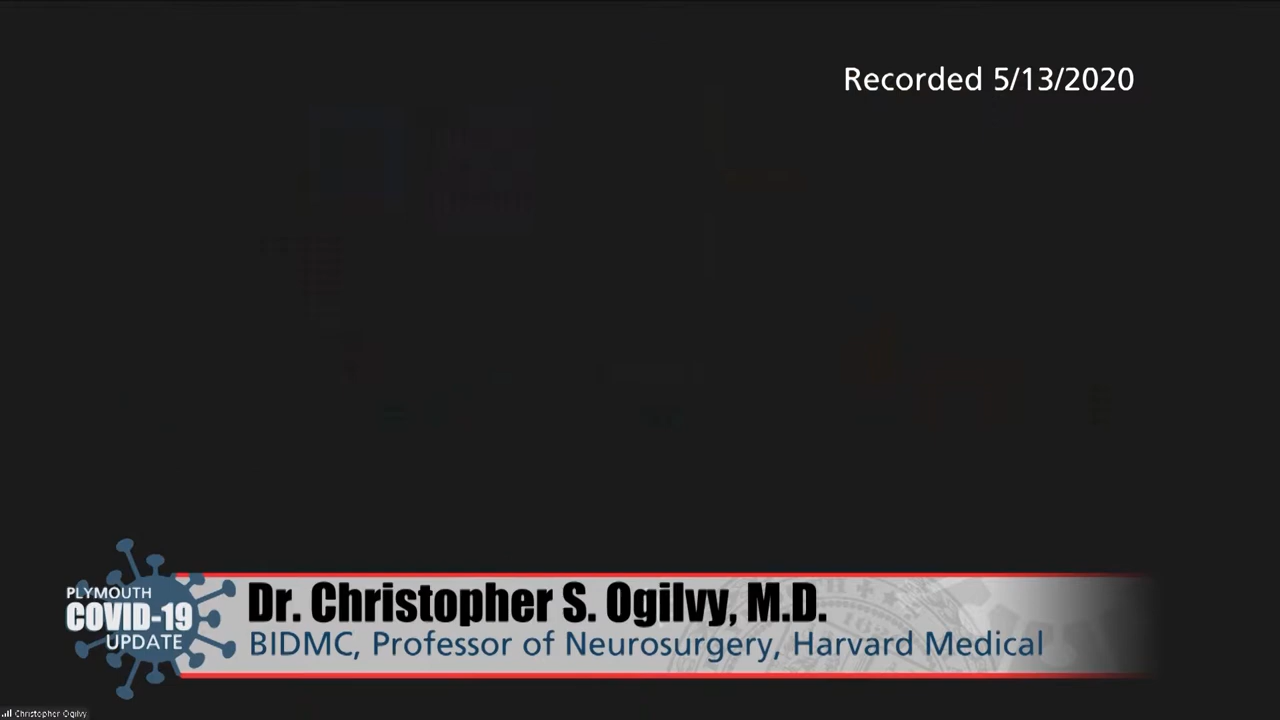 Recorded 5/13/2020
PLYMOUTH
COVID-19
UPDATE
Dr. Christopher S. Ogilvy, M.D.
BIDMC, Professor of Neurosurgery, Harvard Medical
Christopher Ogilvy